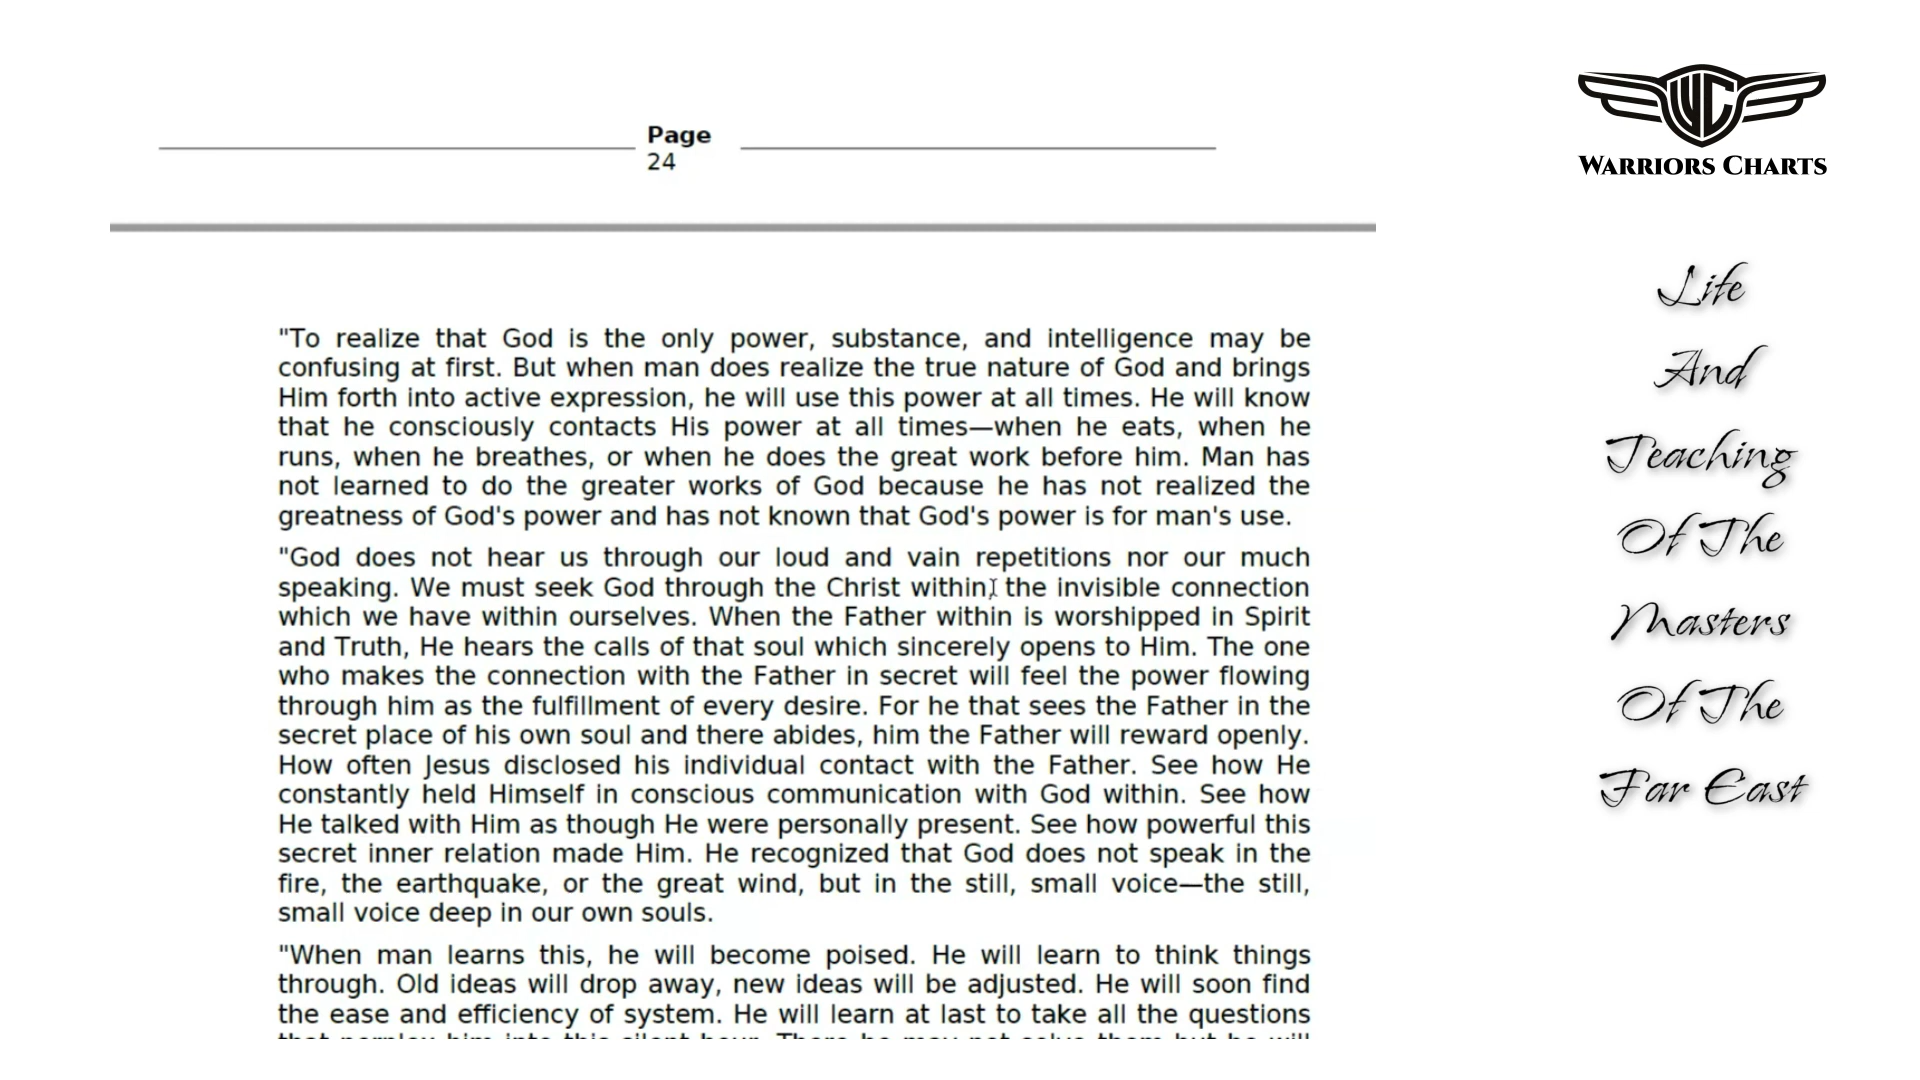 Page
24
"To realize that God is the only power, substance, and intelligence may be
confusing at first. But when man does realize the true nature of God and brings
Him forth into active expression, he will use this power at all times. He will know
that he consciously contacts His power at all times—when he eats, when he
runs, when he breathes, or when he does the great work before him. Man has
not learned to do the greater works of God because he has not realized the
greatness of God's power and has not known that God's power is for man's use.
"God does not hear us through our loud and vain repetitions nor our much
speaking. We must seek God through the Christ within, the invisible connection
which we have within ourselves. When the Father within is worshipped in Spirit
and Truth, He hears the calls of that soul which sincerely opens to Him. The one
who makes the connection with the Father in secret will feel the power flowing
through him as the fulfillment of every desire. For he that sees the Father in the
secret place of his own soul and there abides, him the Father will reward openly.
How often Jesus disclosed his individual contact with the Father. See how He
constantly held Himself in conscious communication with God within. See how
He talked with Him as though He were personally present. See how powerful this
secret inner relation made Him. He recognized that God does not speak in the
fire, the earthquake, or the great wind, but in the still, small voice—the still,
small voice deep in our own souls.
"When man learns this, he will become poised. He will learn to think things
through. Old ideas will drop away, new ideas will be adjusted. He will soon find
the ease and efficiency of system. He will learn at last to take all the questions
that perplex him into this silent hour. There he may not solve them but he will
WC
WARRIORS CHARTS
Life
And
Teaching
Of The
Masters
Of The
Far East